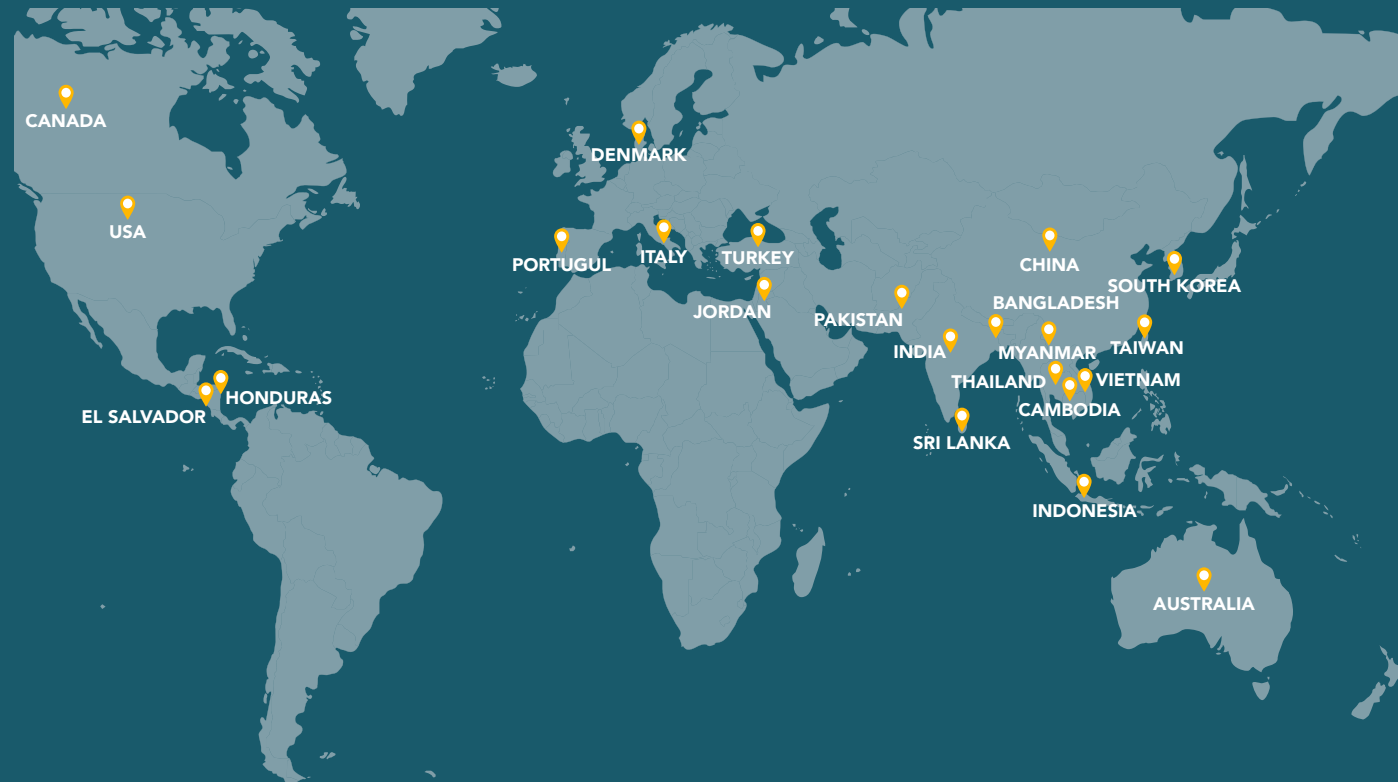 CANADA
DENMARK
USA
PORTUGUL
ITALY
TURKEY
CHINA
SOUTH KOREA
JORDAN
BANGLADESH
PAKISTAN
INDIA
MYANMAR
TAIWAN
THAILAND
VIETNAM
HONDURAS
CAMBODIA
EL SALVADOR
SRI LANKA
INDONESIA
AUSTRALIA